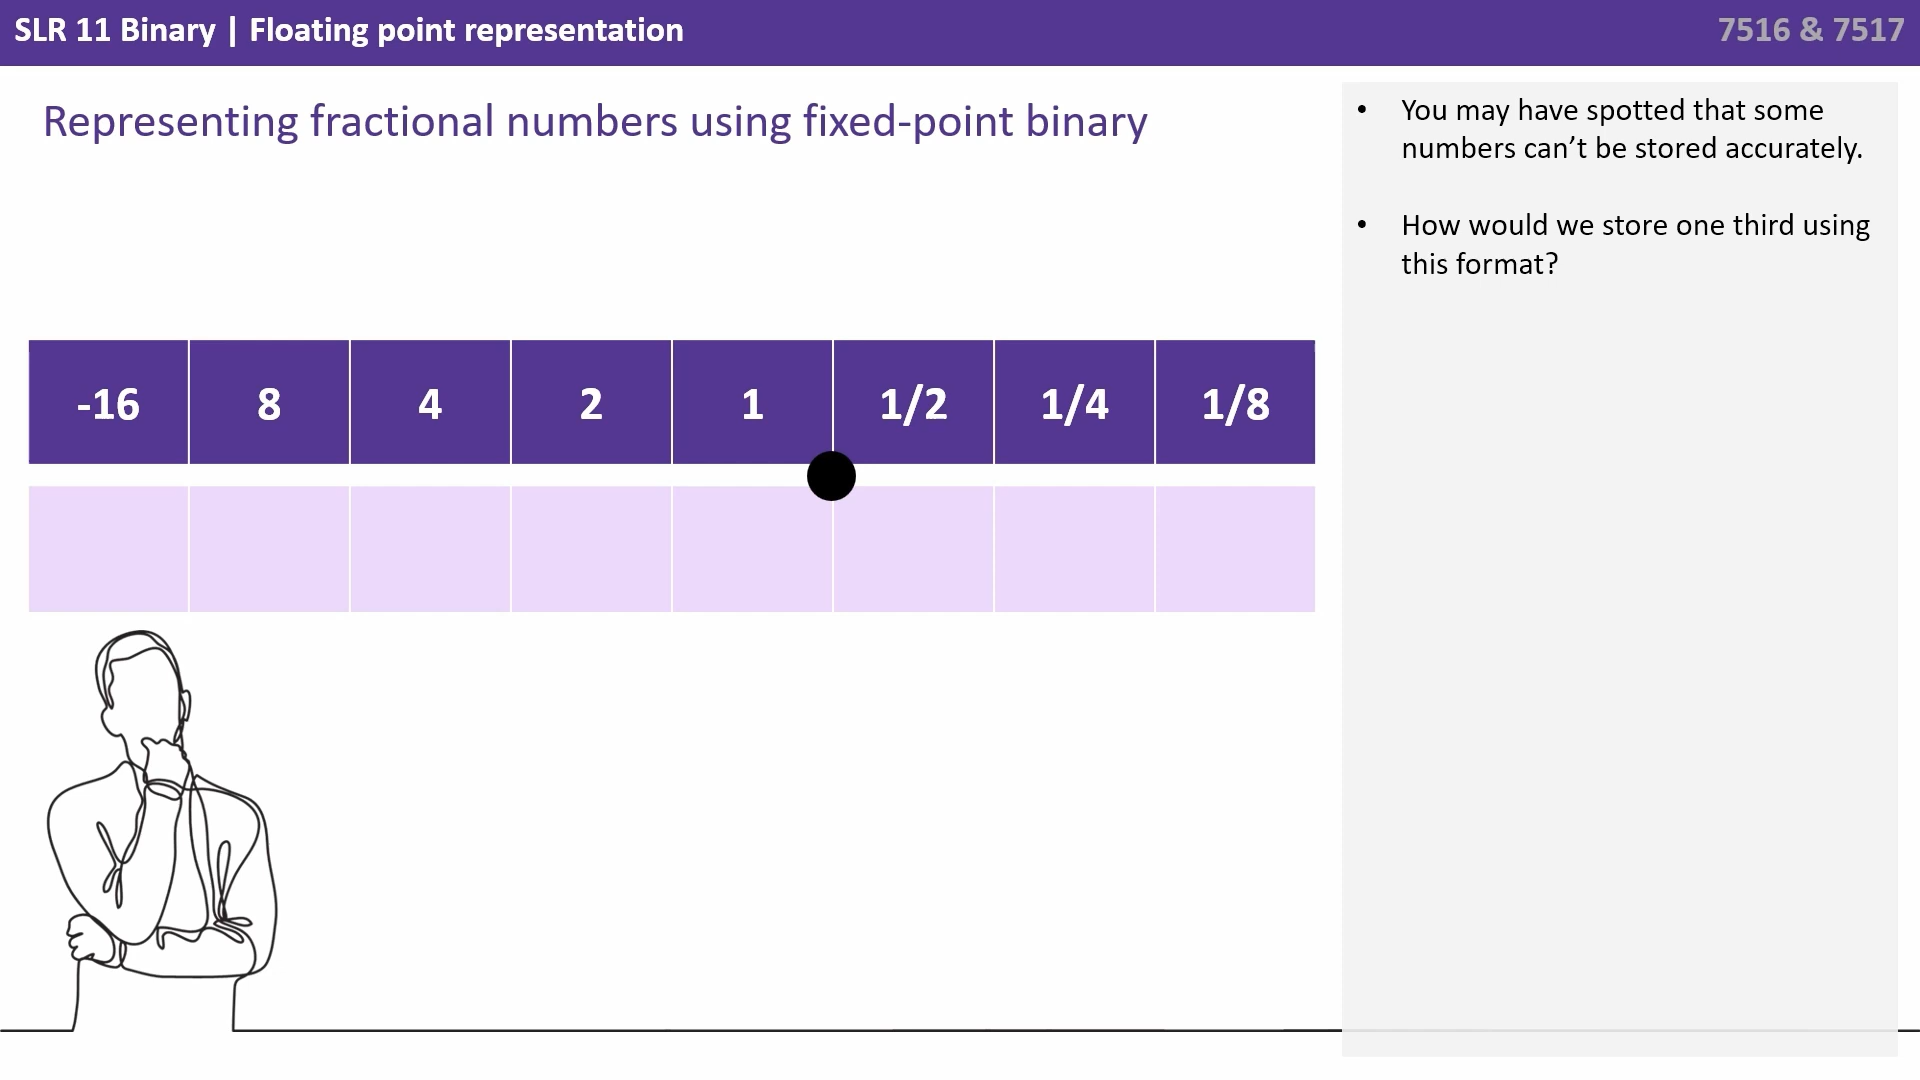 SLR 11 Binary | Floating point representation
7516 & 7517
Representing fractional numbers using fixed-point binary
• You may have spotted that some
numbers can’t be stored accurately.
• How would we store one third using
this format?
-16 8 4 2 1 1/2 1/4 1/8